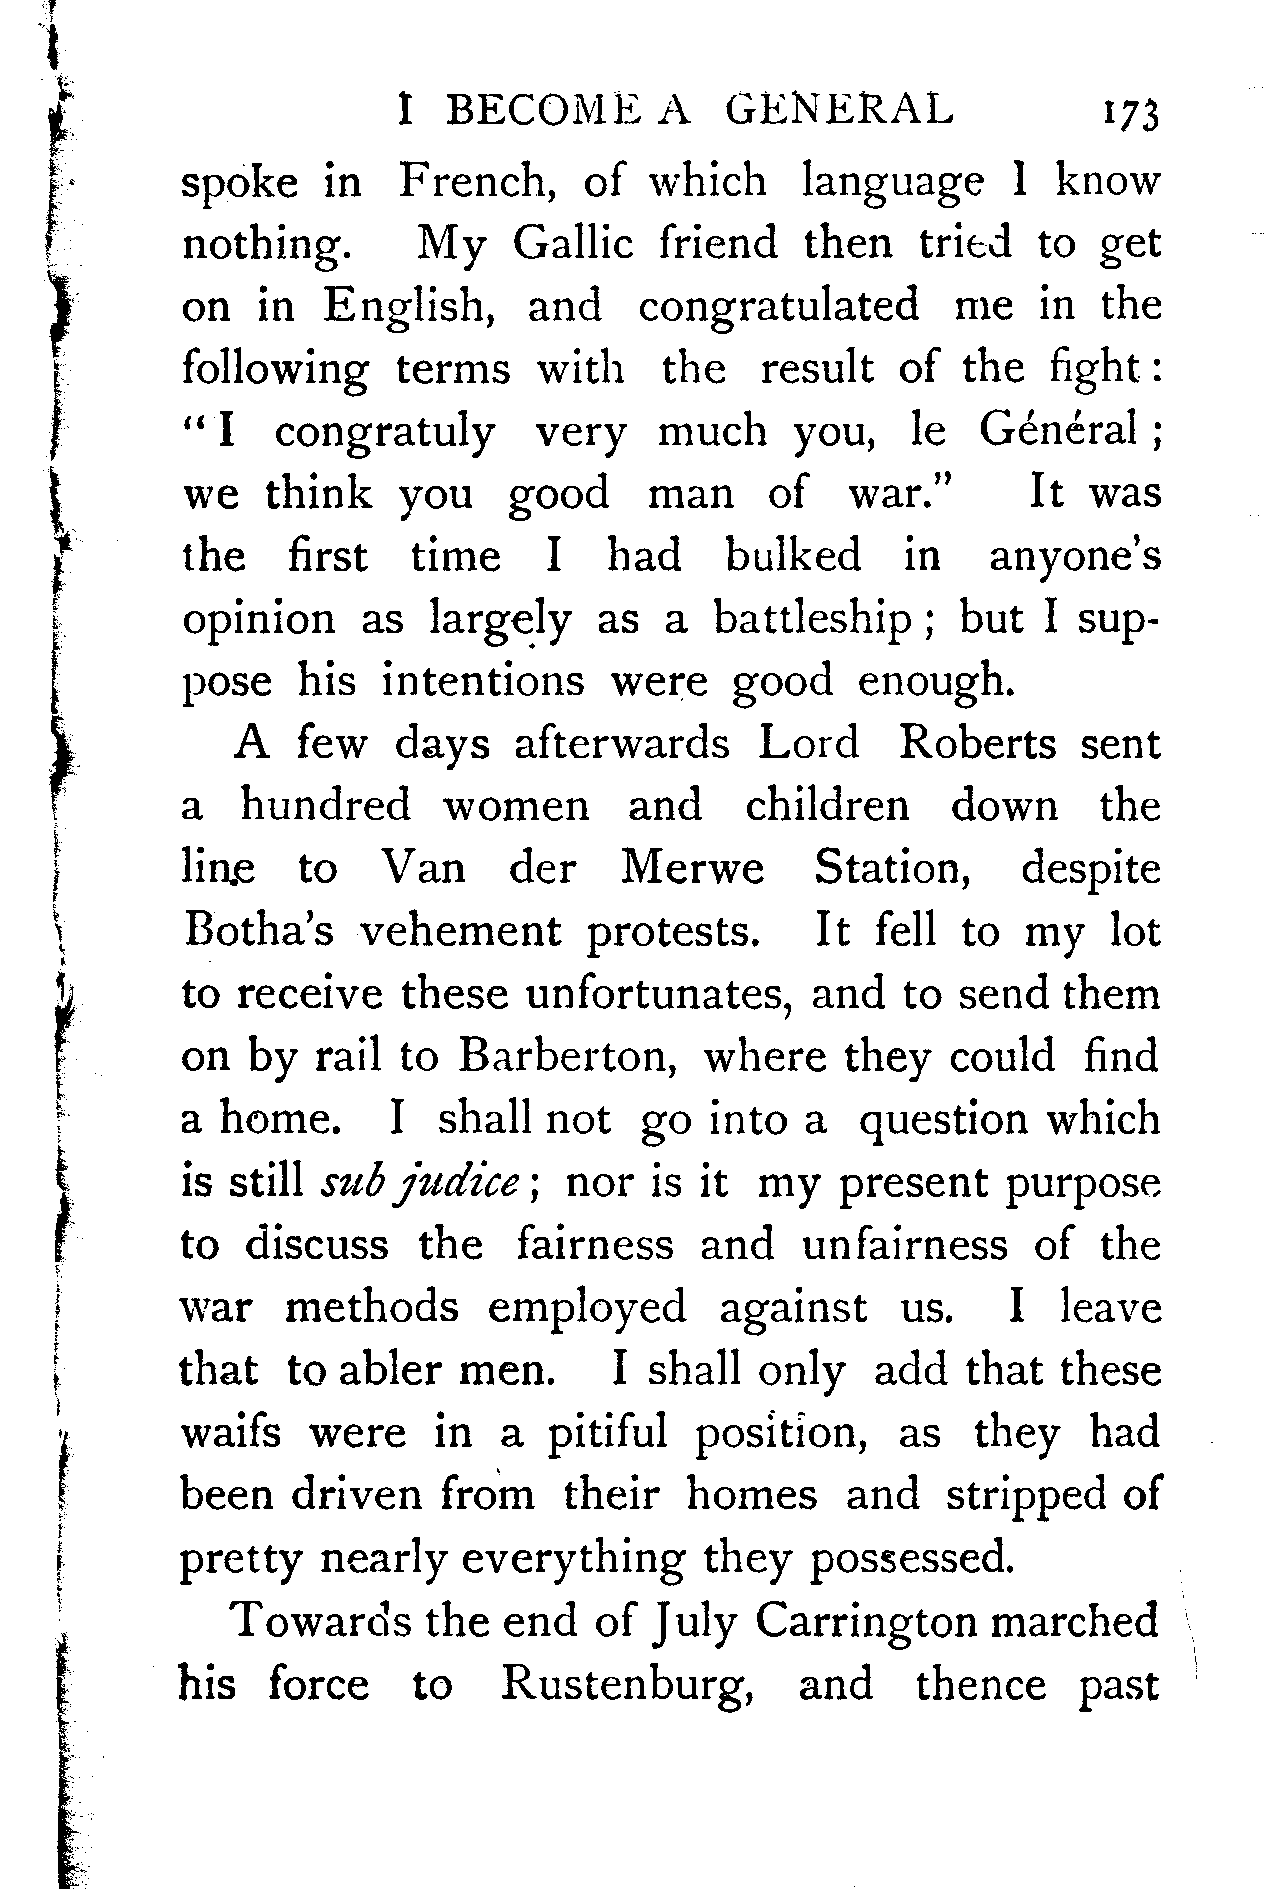 I BECOME A GENERAL 173
spoke in French, of which language I know
nothing. My Gallic friend then tried to get
on in English, and congratulated me in the
following terms with the result of the fight :
“ I congratuly very much you, le Général ;
we think you good man of war.” It was
the first time I had bulked in anyone's
opinion as largely as a battleship ; but I sup-
pose his intentions were good enough.
A few days afterwards Lord Roberts sent
a hundred women and children down the
line to Van der Merwe Station, despite
Botha's vehement protests. It fell to my lot
to receive these unfortunates, and to send them
on by rail to Barberton, where they could find
a home. I shall not go into a question which
is still sub judice ; nor is it my present purpose
to discuss the fairness and unfairness of the
war methods employed against us. I leave
that to abler men. I shall only add that these
waifs were in a pitiful position, as they had
been driven from their homes and stripped of
pretty nearly everything they possessed.
Towards the end of July Carrington marched
his force to Rustenburg, and thence past